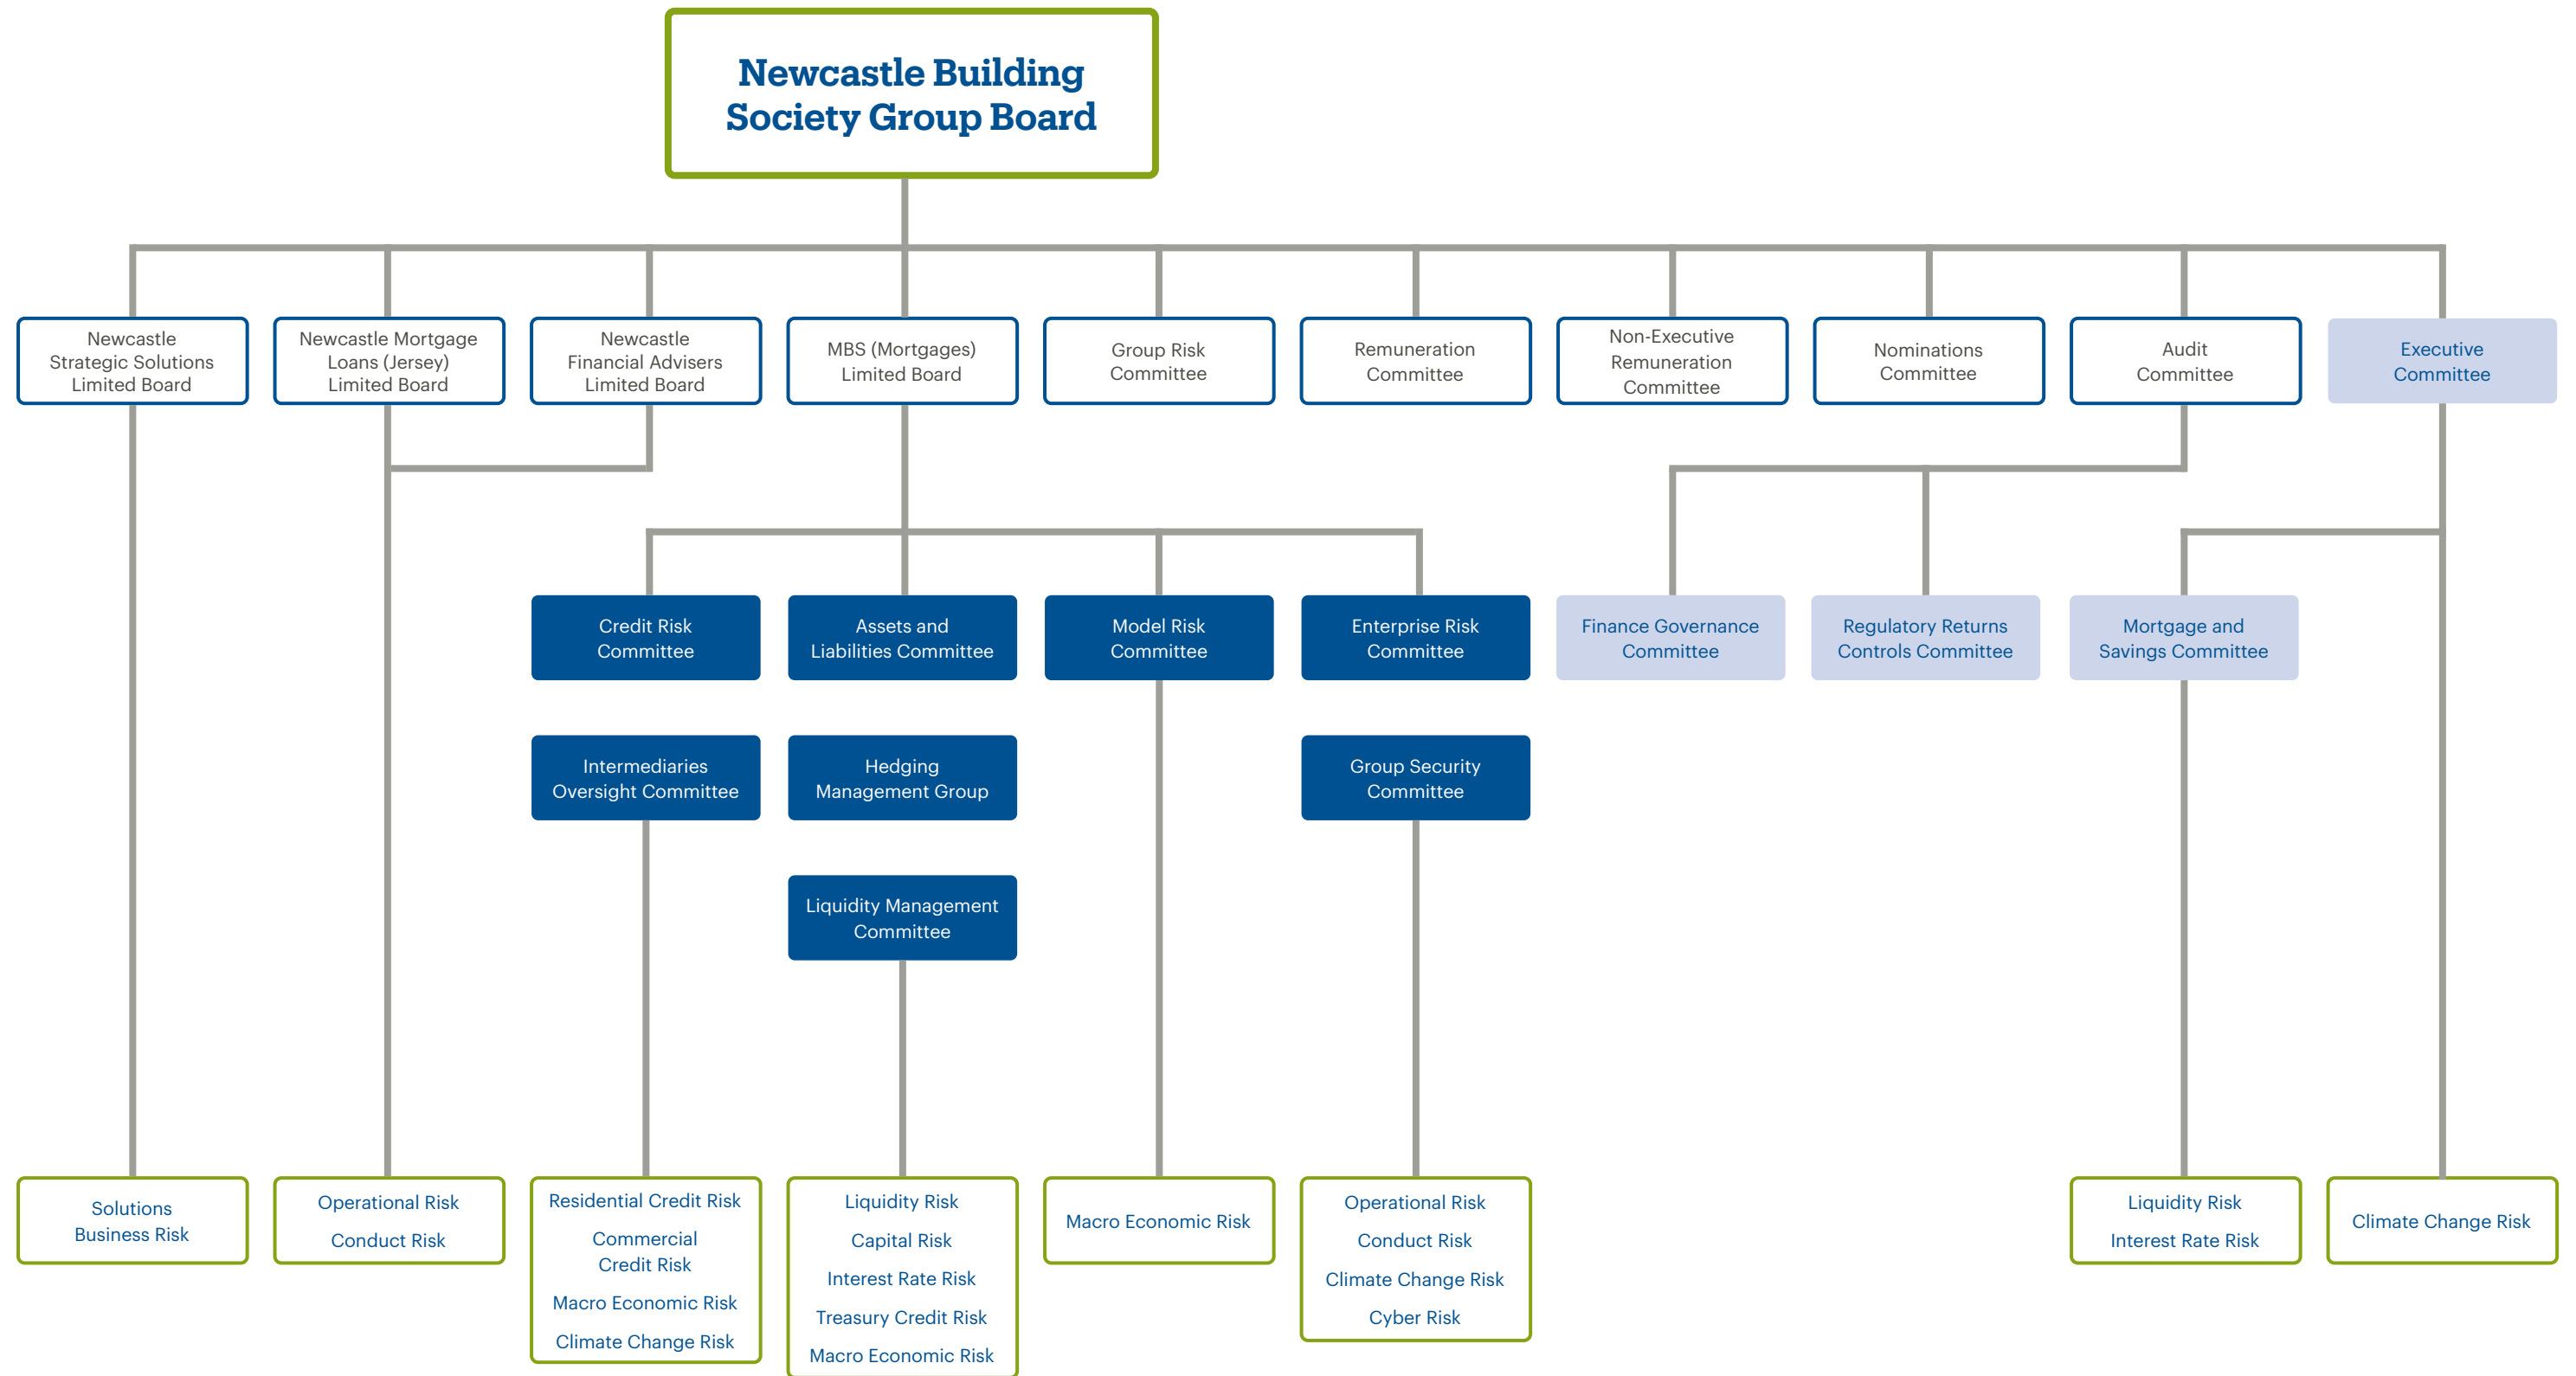 Newcastle Building
Society Group Board
Newcastle
Strategic Solutions
Limited Board
Newcastle Mortgage
Loans (Jersey)
Limited Board
Newcastle
Financial Advisers
Limited Board
MBS (Mortgages)
Limited Board
Group Risk
Committee
Remuneration
Committee
Non-Executive
Remuneration
Committee
Nominations
Committee
Audit
Committee
Executive
Committee
Credit Risk
Committee
Assets and
Liabilities Committee
Model Risk
Committee
Enterprise Risk
Committee
Finance Governance
Committee
Regulatory Returns
Controls Committee
Mortgage and
Savings Committee
Intermediaries
Oversight Committee
Hedging
Management Group
Group Security
Committee
Liquidity Management
Committee
Solutions
Business Risk
Operational Risk
Conduct Risk
Residential Credit Risk
Commercial
Credit Risk
Macro Economic Risk
Climate Change Risk
Liquidity Risk
Capital Risk
Interest Rate Risk
Treasury Credit Risk
Macro Economic Risk
Macro Economic Risk
Operational Risk
Conduct Risk
Climate Change Risk
Cyber Risk
Liquidity Risk
Interest Rate Risk
Climate Change Risk